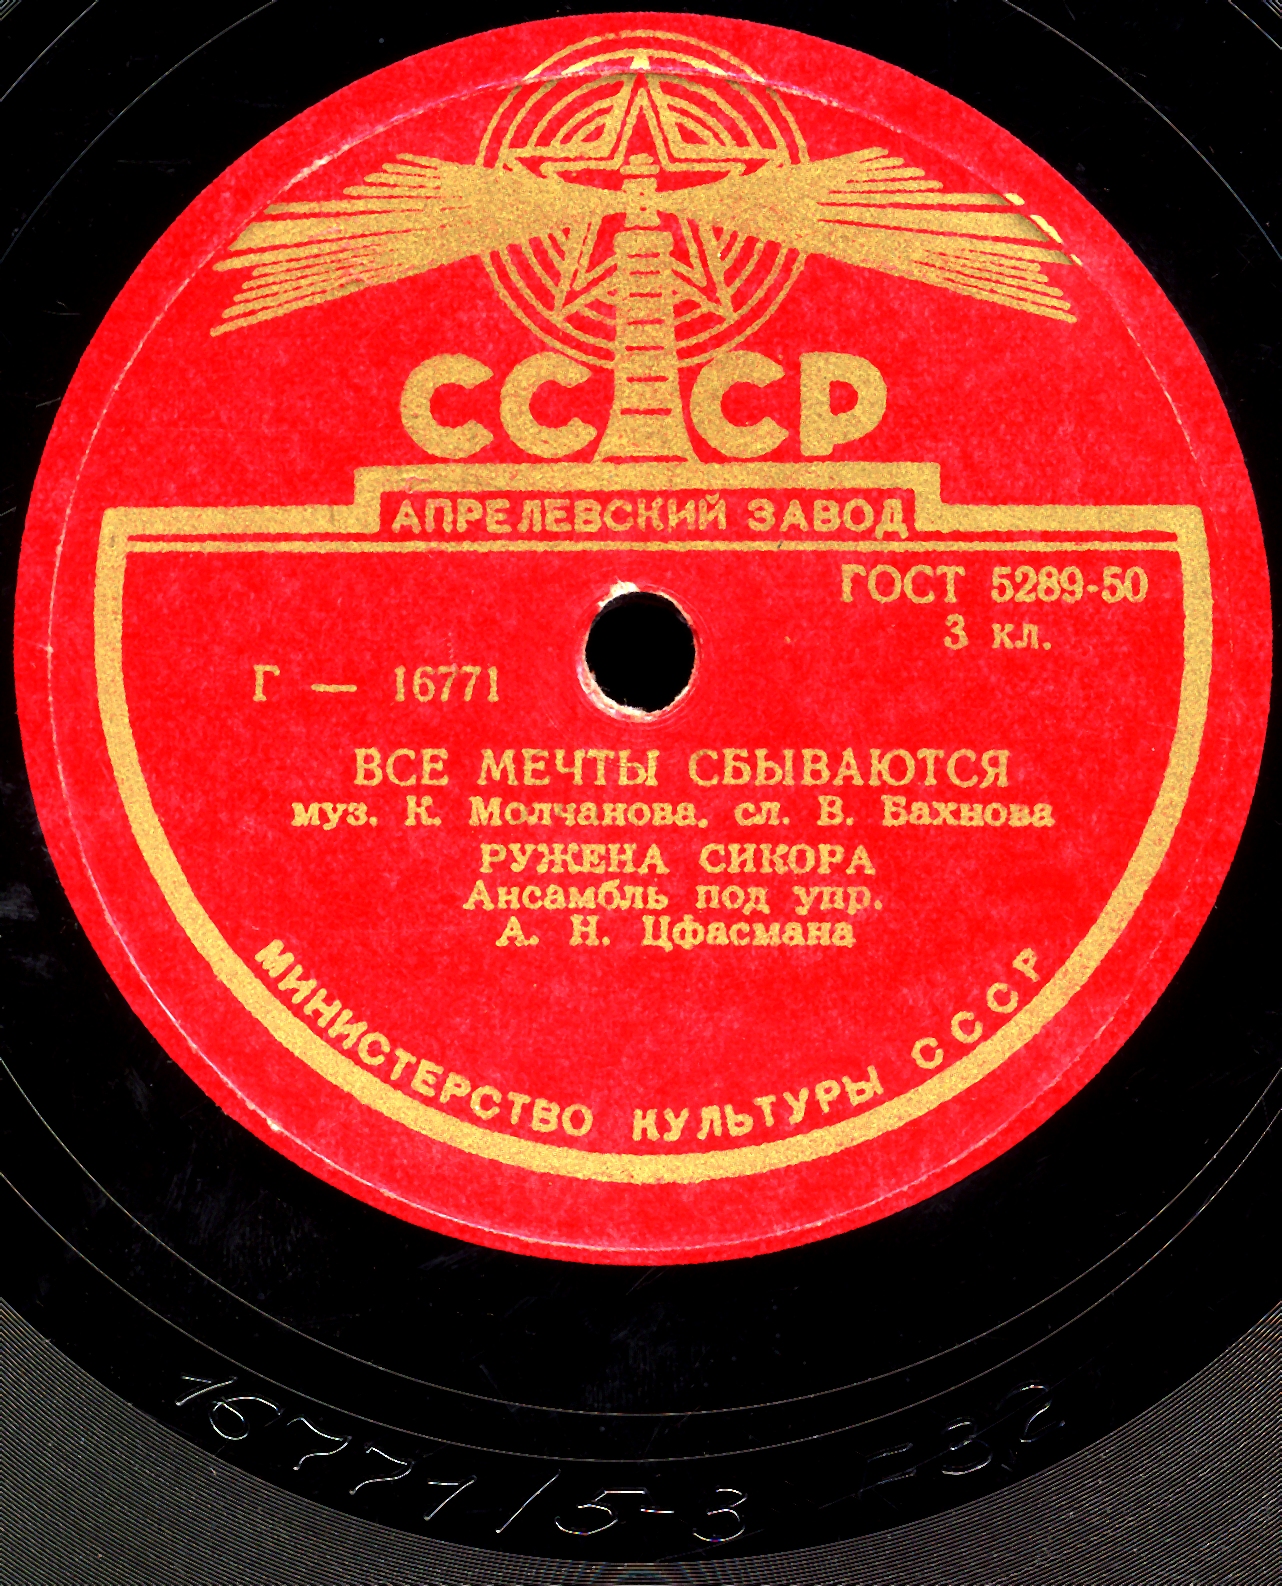 СССР
АПРЕЛЕВСКИЙ ЗАВОД
ГОСТ 5289-50
3 кл.
Г — 16771
ВСЕ МЕЧТЫ СБЫВАЮТСЯ
муз. К. Молчанова, сл. В. Бахнова
РУЖЕНА СИКОРА
Ансамбль под упр.
А. Н. Цфасмана
МИНИСТЕРСТВО КУЛЬТУРЫ СССР
16771/5-3